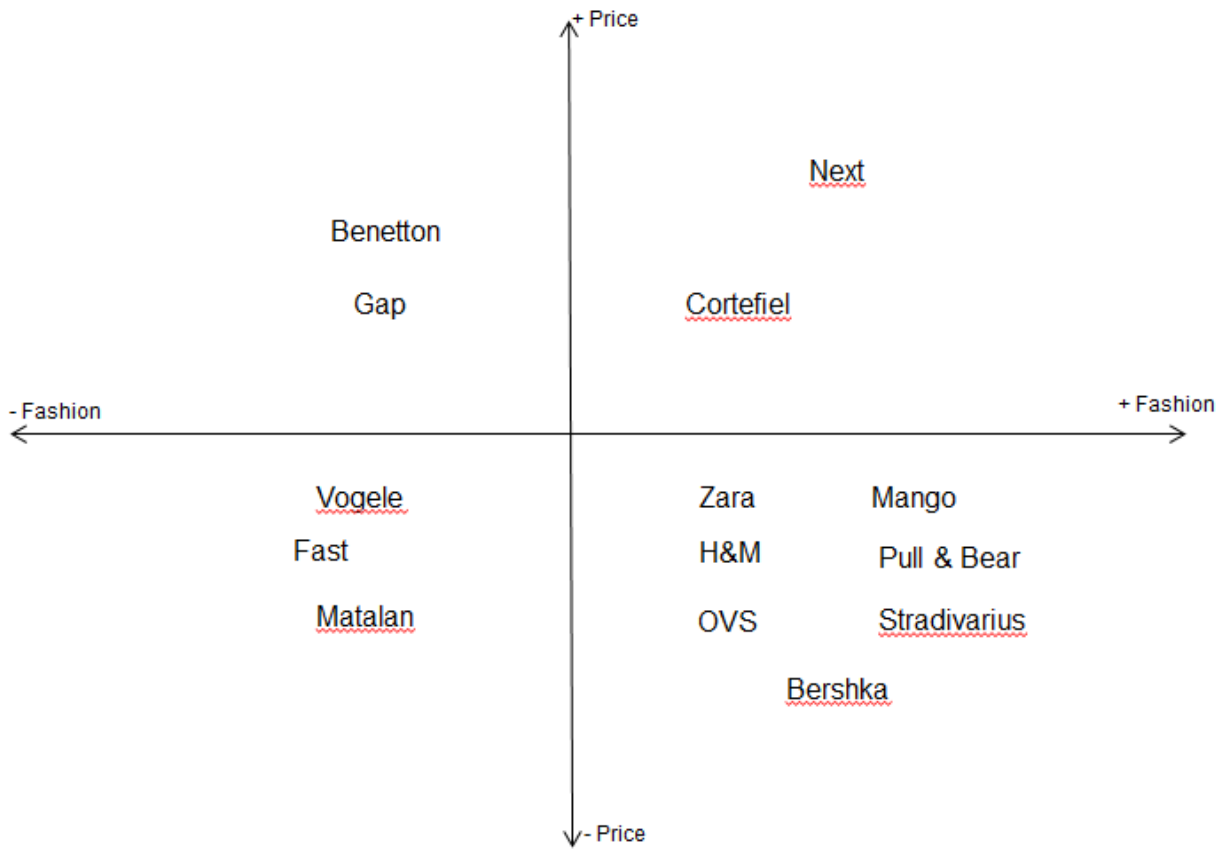 + Price
Next
Benetton
Gap
Cortefiel
- Fashion
+ Fashion
Vogele
Zara
Mango
Fast
H&M
Pull & Bear
Matalan
OVS
Stradivarius
Bershka
- Price